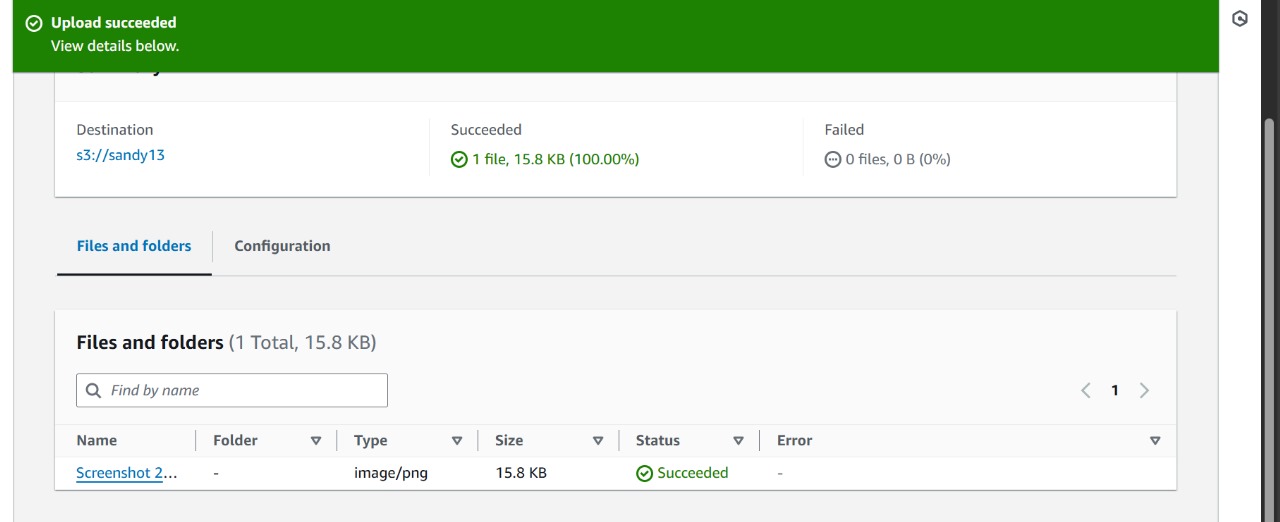 Upload succeeded
View details below.
Destination
s3://sandy13
Succeeded
1 file, 15.8 KB (100.00%)
Failed
0 files, 0 B (0%)
Files and folders
Configuration
Files and folders (1 Total, 15.8 KB)
Find by name
1
Name Folder Type Size Status Error
Screenshot 2... - image/png 15.8 KB Succeeded -